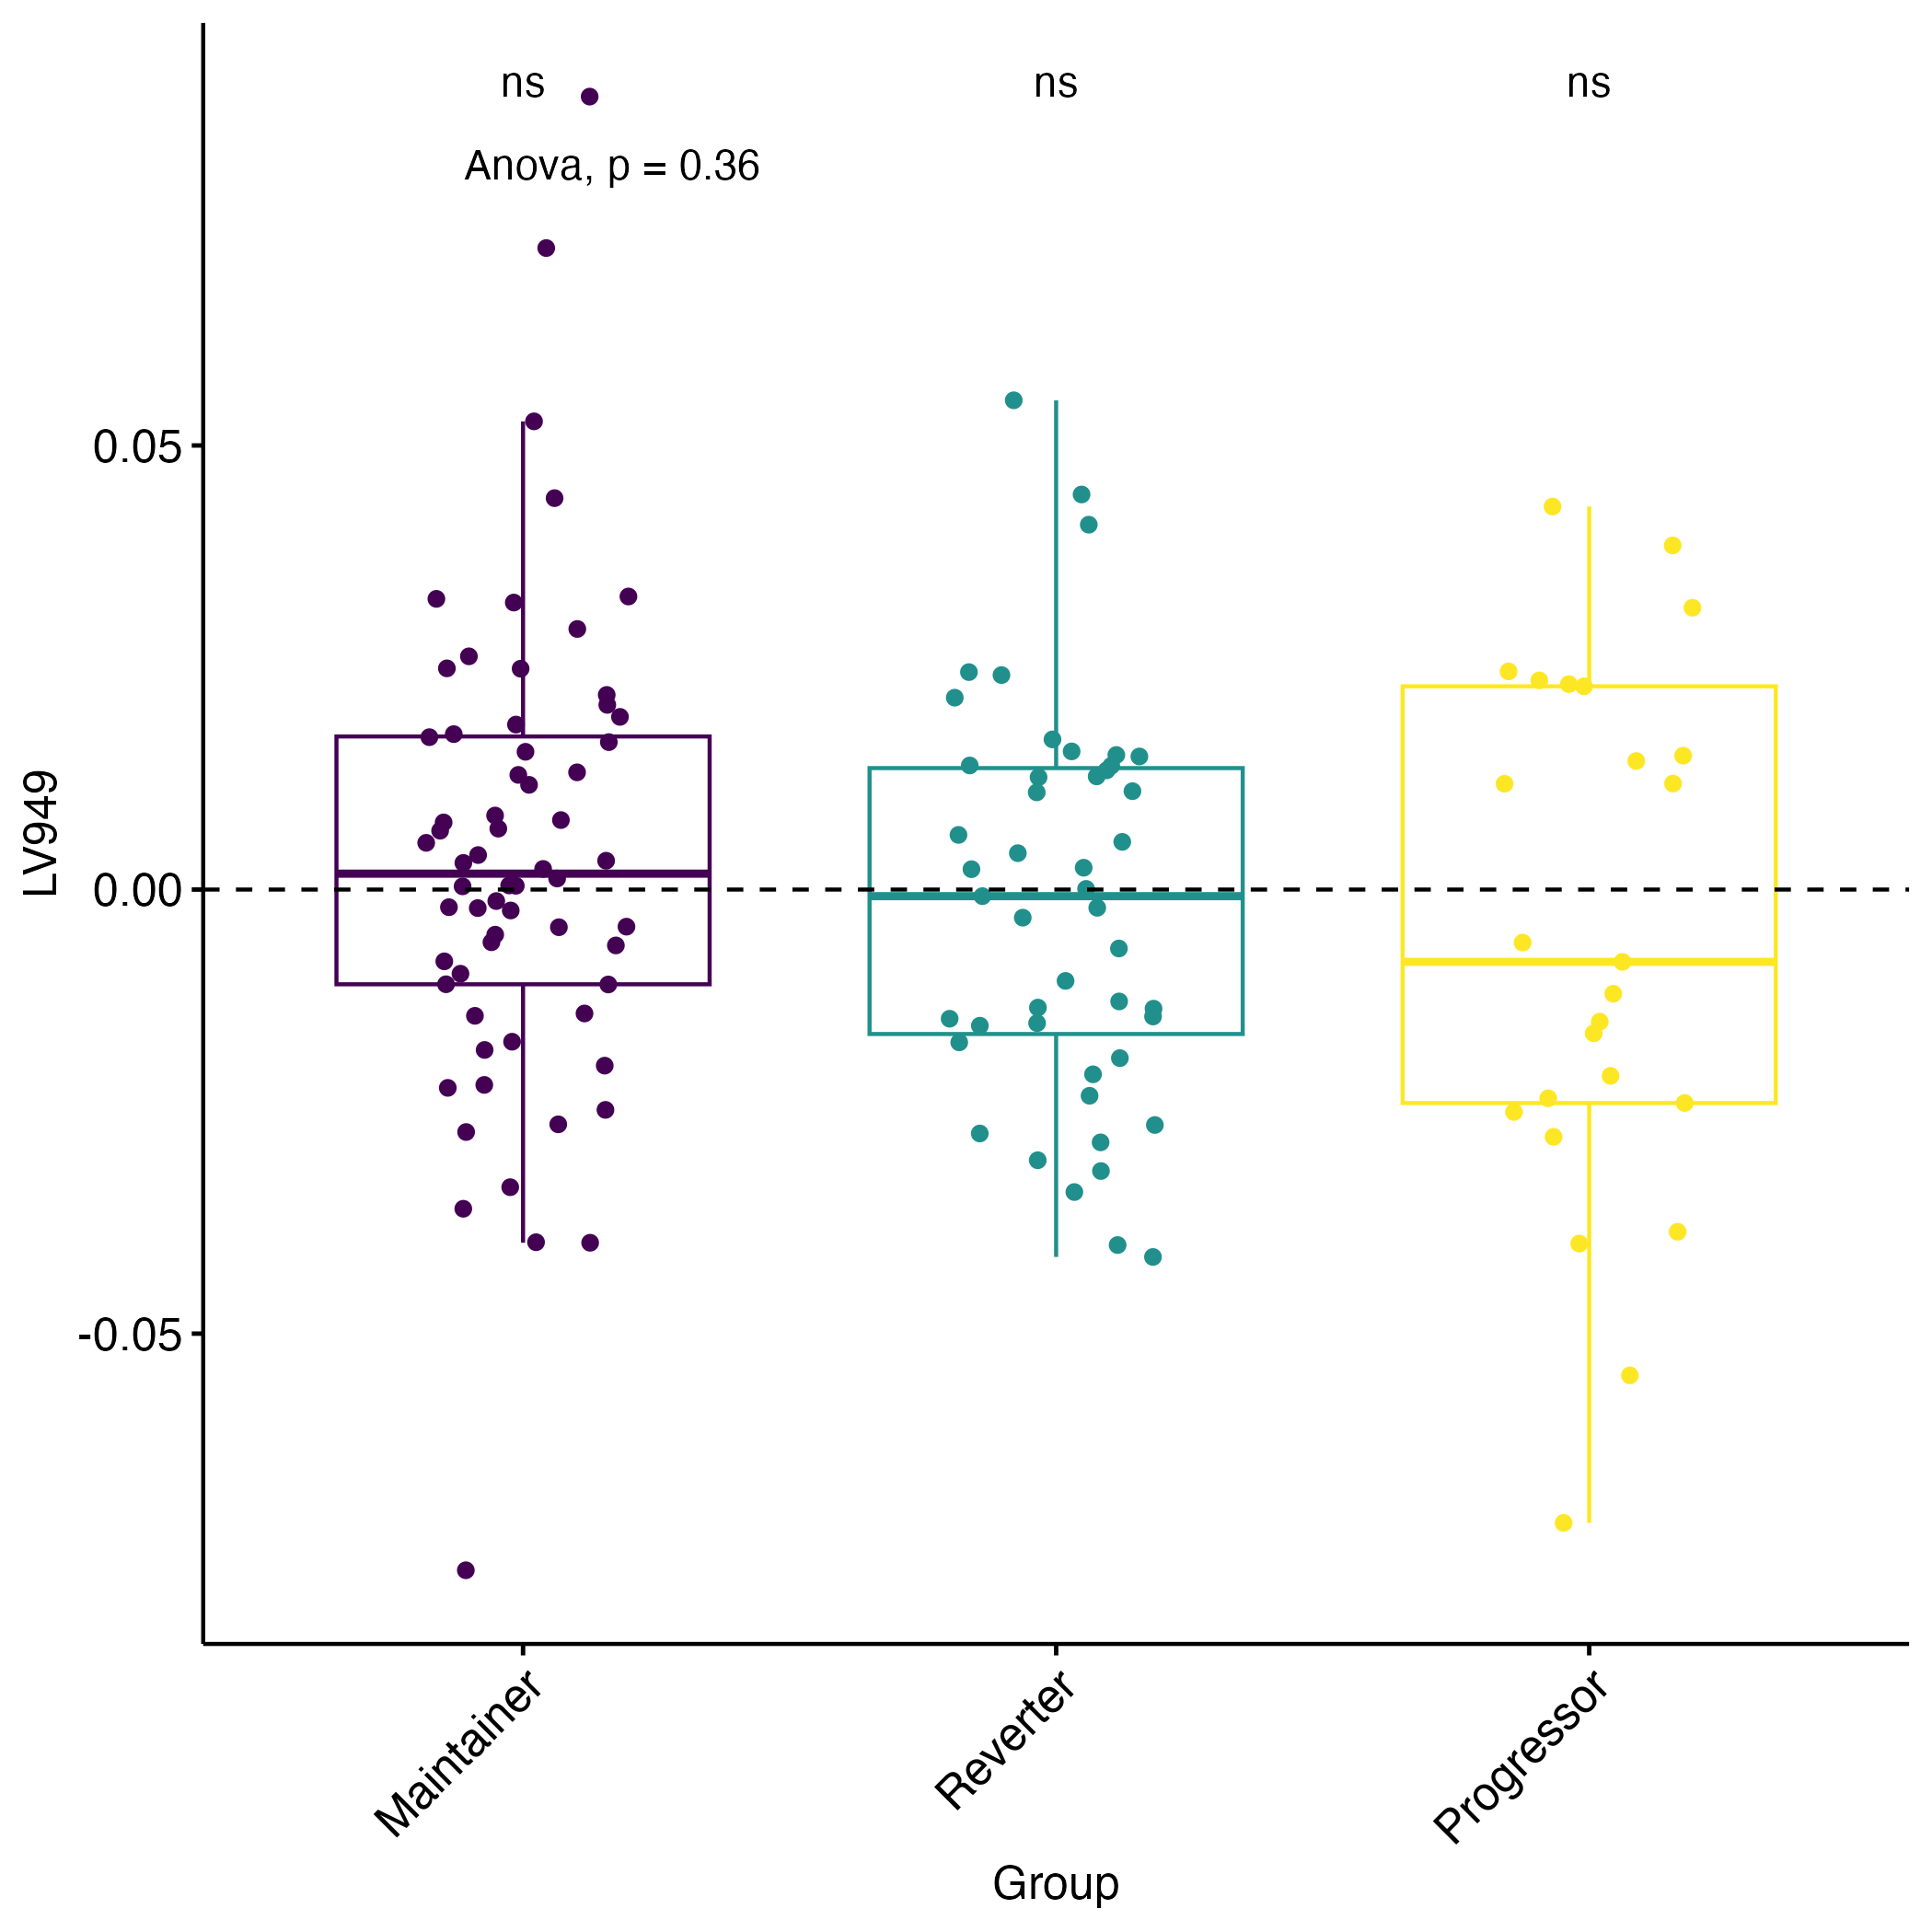 ns ns ns
Anova, p = 0.36
LV949
0.05
0.00
-0.05
Maintainer
Reverter
Progressor
Group